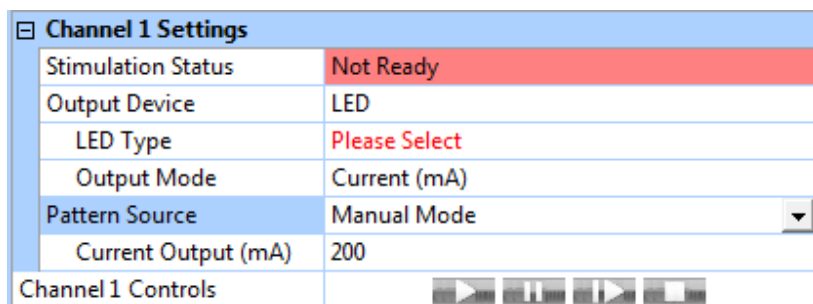 Channel 1 Settings
Stimulation Status Not Ready
Output Device LED
LED Type Please Select
Output Mode Current (mA)
Pattern Source Manual Mode
Current Output (mA) 200
Channel 1 Controls